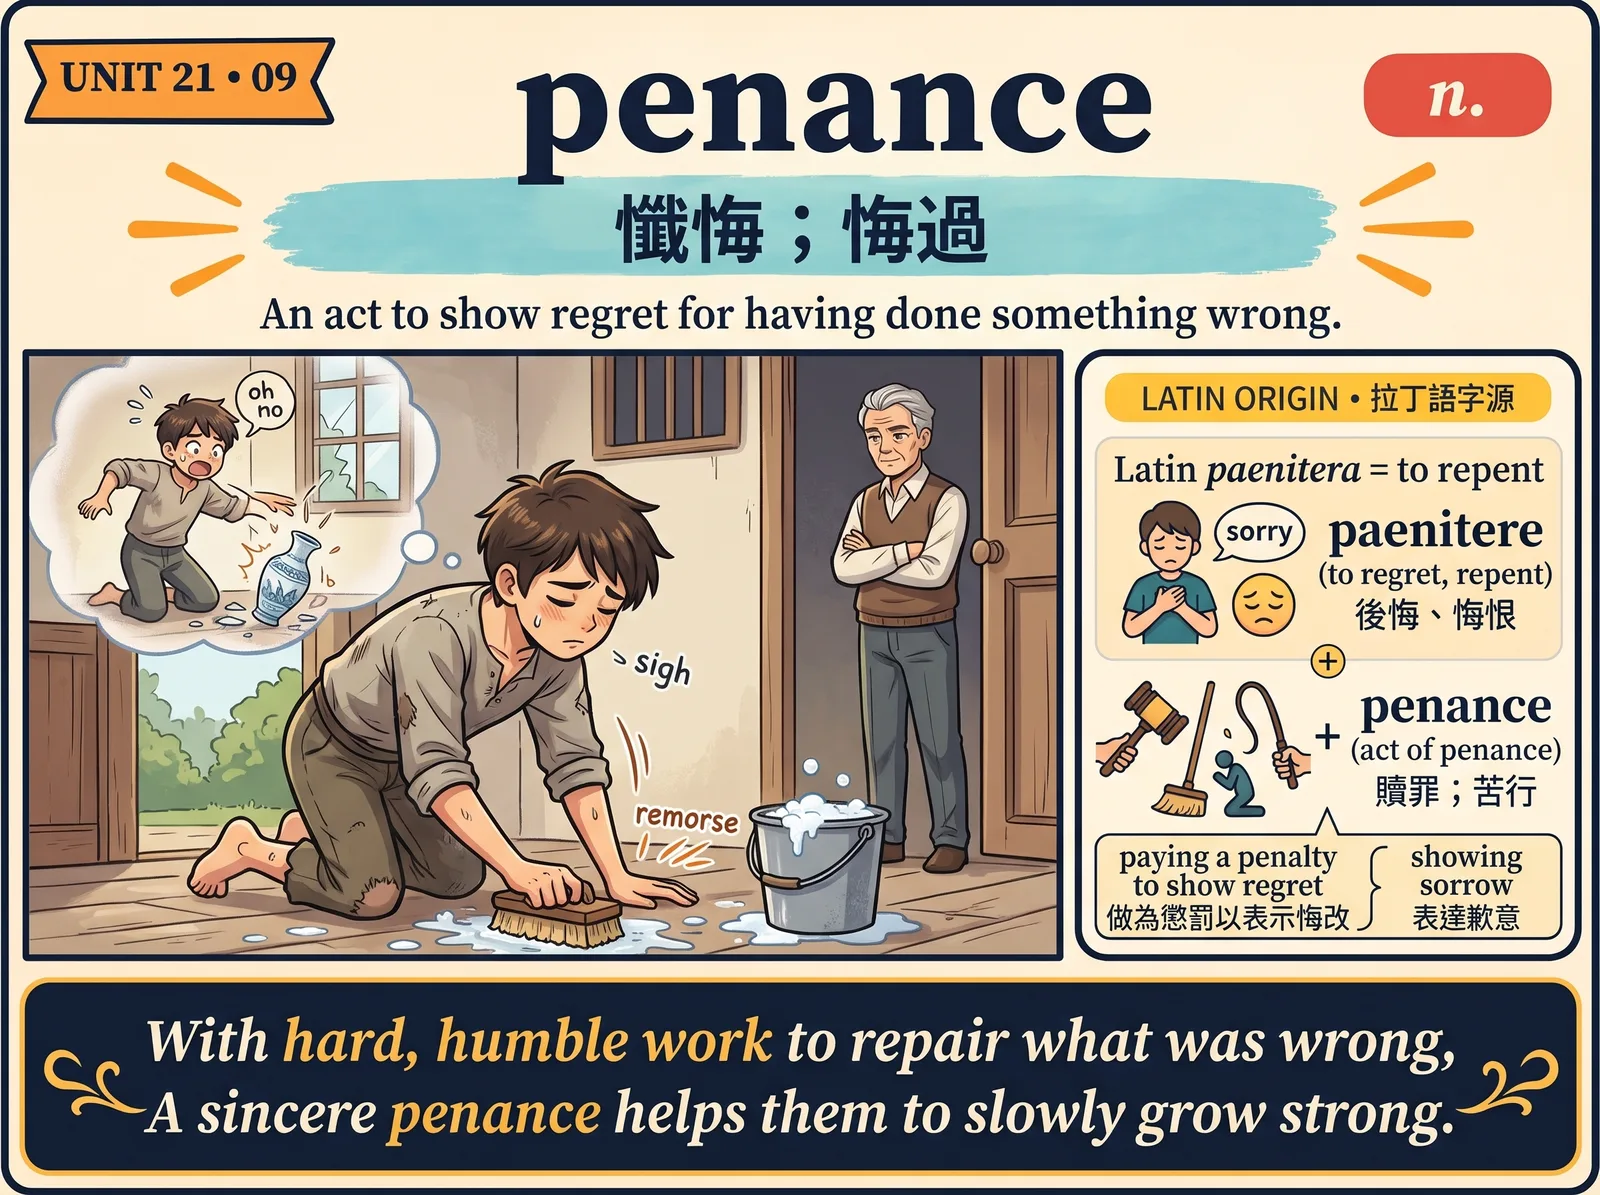 UNIT 21 • 09
penance
n.
懺悔；悔過
An act to show regret for having done something wrong.
oh
no
sigh
remorse
LATIN ORIGIN • 拉丁語字源
Latin paenitera = to repent
sorry
paenitere
(to regret, repent)
後悔、悔恨
+
+
penance
(act of penance)
贖罪；苦行
paying a penalty
to show regret
做為懲罰以表示悔改
showing
sorrow
表達歉意
With hard, humble work to repair what was wrong,
A sincere penance helps them to slowly grow strong.